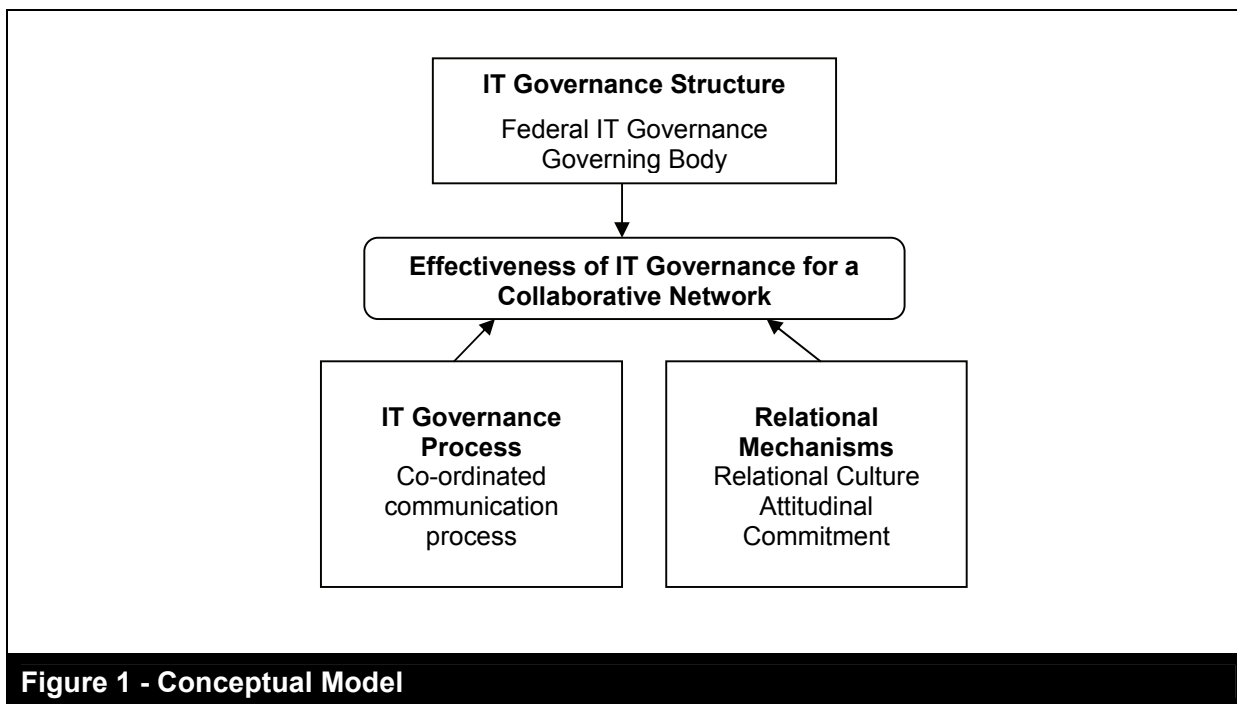 IT Governance Structure
Federal IT Governance
Governing Body
Effectiveness of IT Governance for a
Collaborative Network
IT Governance
Process
Co-ordinated
communication
process
Relational
Mechanisms
Relational Culture
Attitudinal
Commitment
Figure 1 - Conceptual Model